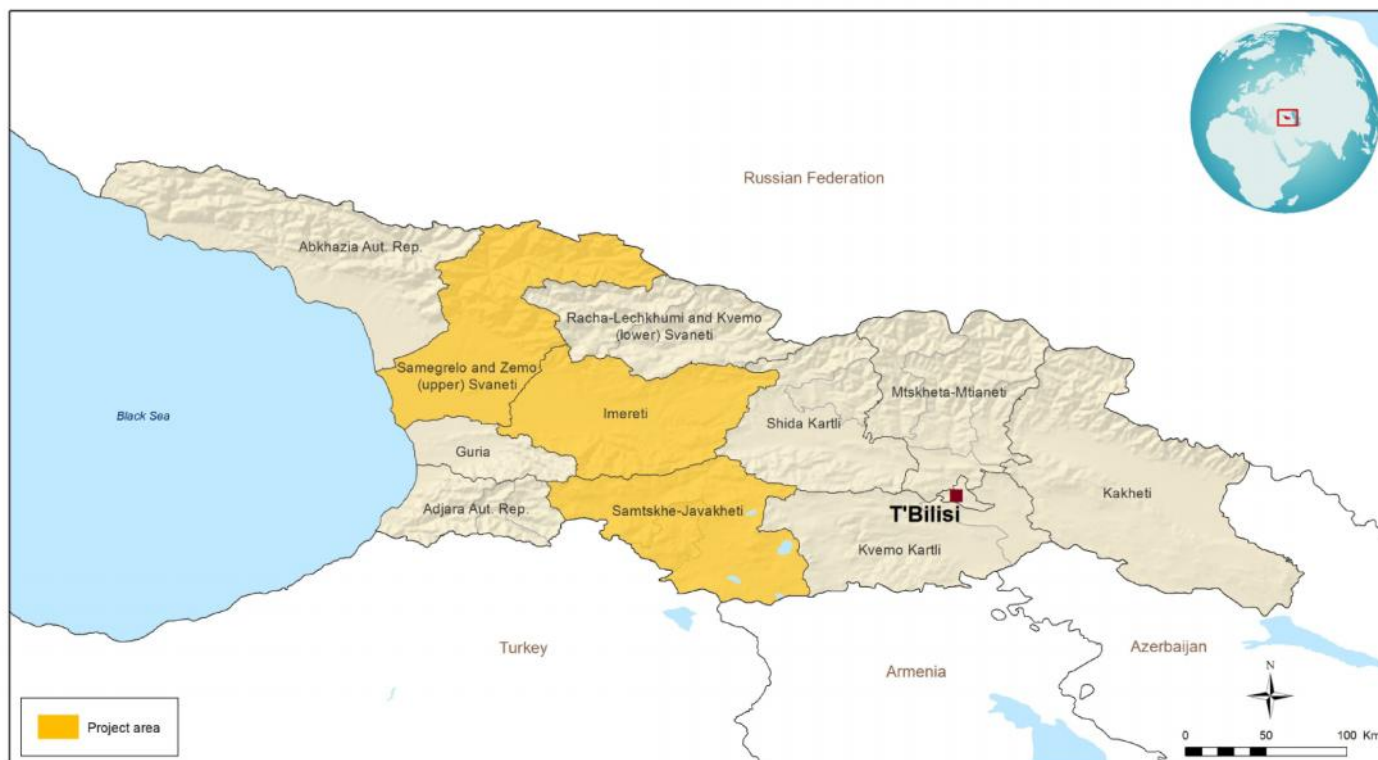 Russian Federation
Abkhazia Aut. Rep.
Racha-Lechkhumi and Kvemo
(lower) Svaneti
Samegrelo and Zemo
(upper) Svaneti
Mtskheta-Mtianeti
Black Sea
Imereti
Shida Kartli
Guria
Kakheti
Adjara Aut. Rep.
Samtskhe-Javakheti
T'Bilisi
Kvemo Kartli
Turkey
Azerbaijan
Armenia
N
Project area
0 50 100 Km